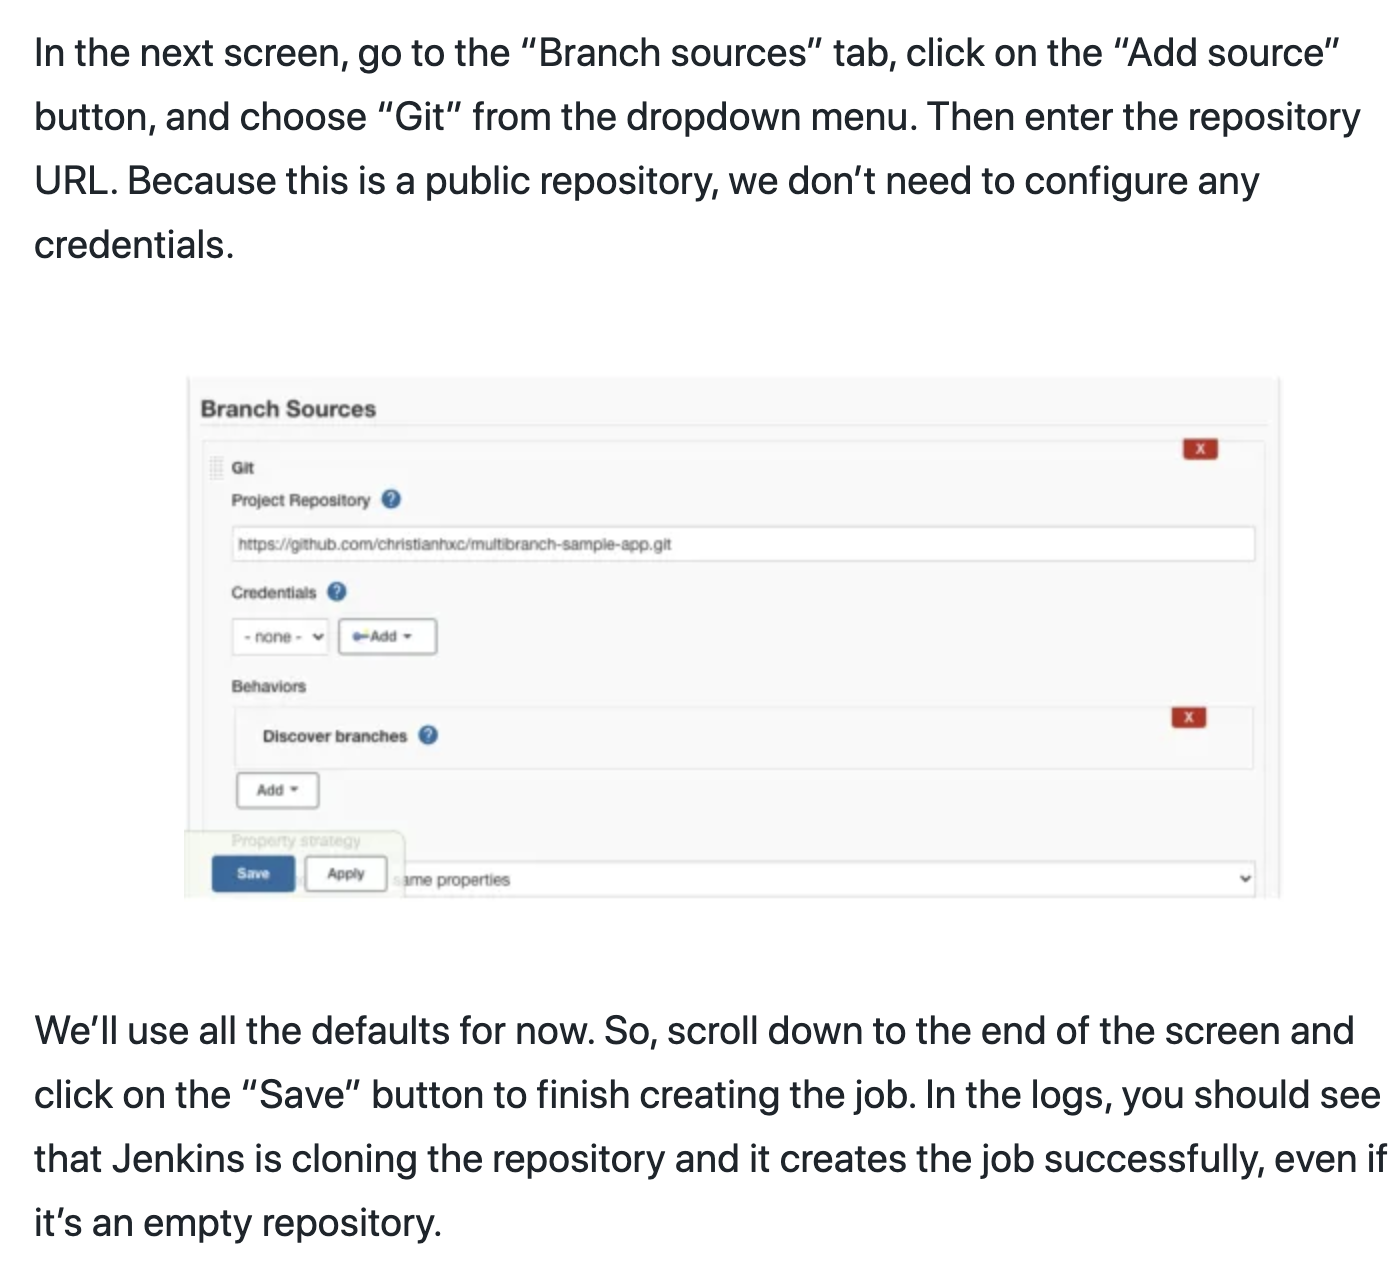 In the next screen, go to the “Branch sources” tab, click on the “Add source”
button, and choose “Git” from the dropdown menu. Then enter the repository
URL. Because this is a public repository, we don’t need to configure any
credentials.
Branch Sources
X
Git
Project Repository ?
https://github.com/christianhxc/multibranch-sample-app.git
Credentials ?
- none - Add
Behaviors
X
Discover branches ?
Add
Property strategy
Save Apply ame properties
We’ll use all the defaults for now. So, scroll down to the end of the screen and
click on the “Save” button to finish creating the job. In the logs, you should see
that Jenkins is cloning the repository and it creates the job successfully, even if
it’s an empty repository.